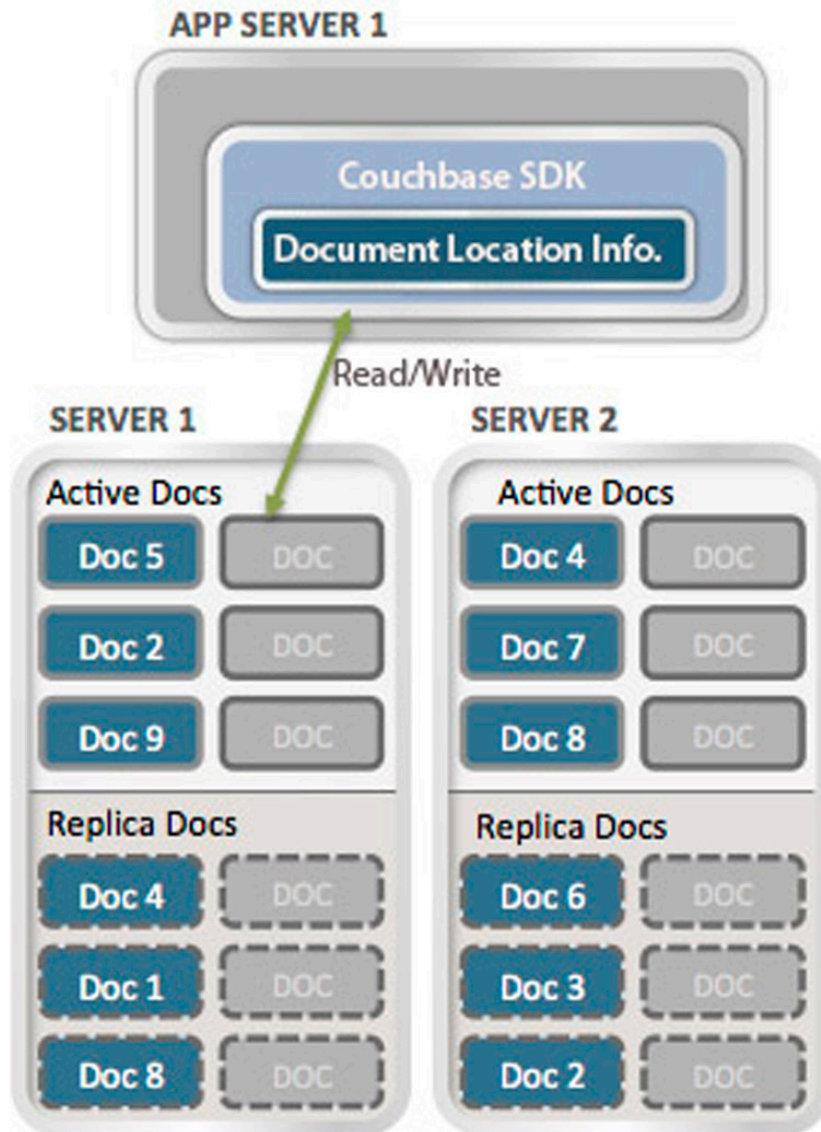 APP SERVER 1
Couchbase SDK
Document Location Info.
Read/Write
SERVER 1
Active Docs
Doc 5 DOC
Doc 2 DOC
Doc 9 DOC
Replica Docs
Doc 4 DOC
Doc 1 DOC
Doc 8 DOC
SERVER 2
Active Docs
Doc 4 DOC
Doc 7 DOC
Doc 8 DOC
Replica Docs
Doc 6 DOC
Doc 3 DOC
Doc 2 DOC